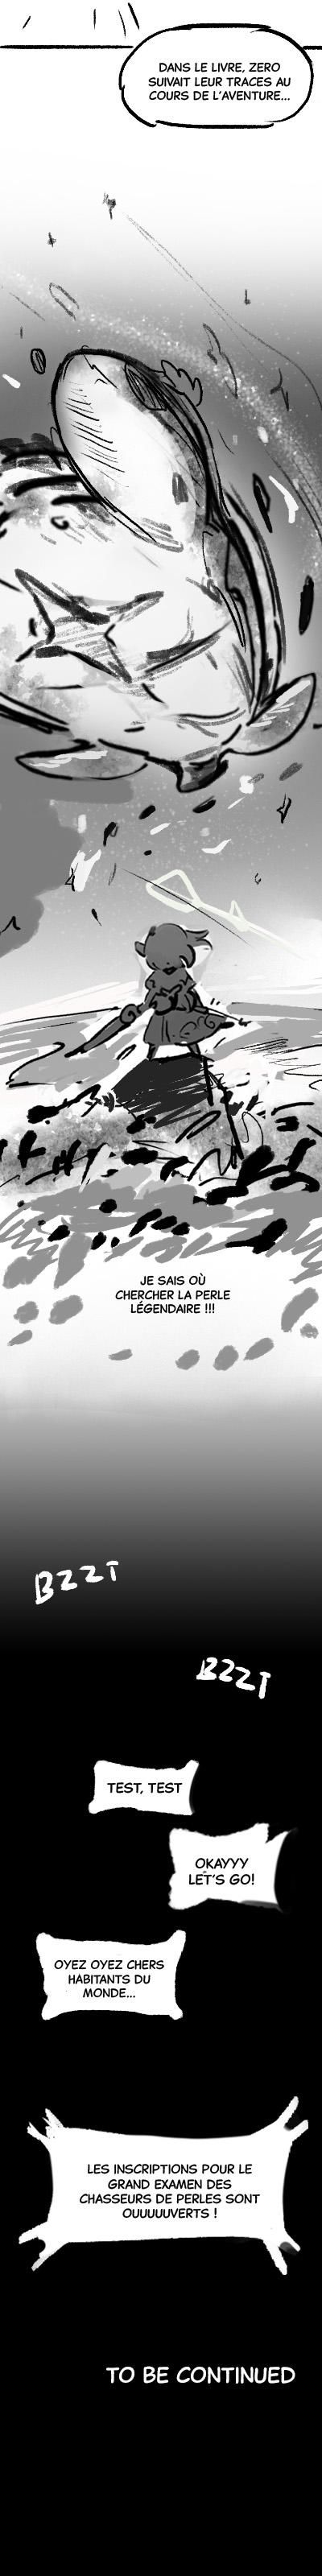 DANS LE LIVRE, ZERO
SUIVAIT LEUR TRACES AU
COURS DE L'AVENTURE...
JE SAIS OÙ
CHERCHER LA PERLE
LÉGENDAIRE !!!
BZZT
BZZT
TEST, TEST
OKAYYY
LET'S GO!
OYEZ OYEZ CHERS
HABITANTS DU
MONDE...
LES INSCRIPTIONS POUR LE
GRAND EXAMEN DES
CHASSEURS DE PERLES SONT
OUUUUUVERTS !
TO BE CONTINUED